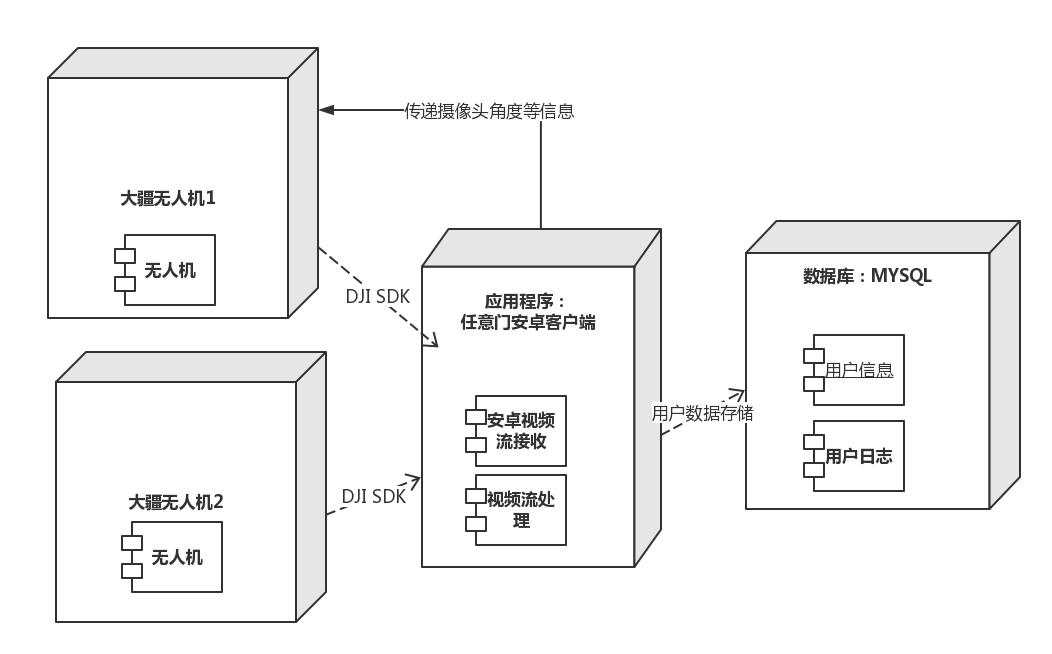 传递摄像头角度等信息
大疆无人机1
无人机
DJI SDK
应用程序：
任意门安卓客户端
安卓视频
流接收
视频流处
理
大疆无人机2
无人机
DJI SDK
用户数据存储
数据库：MYSQL
用户信息
用户日志